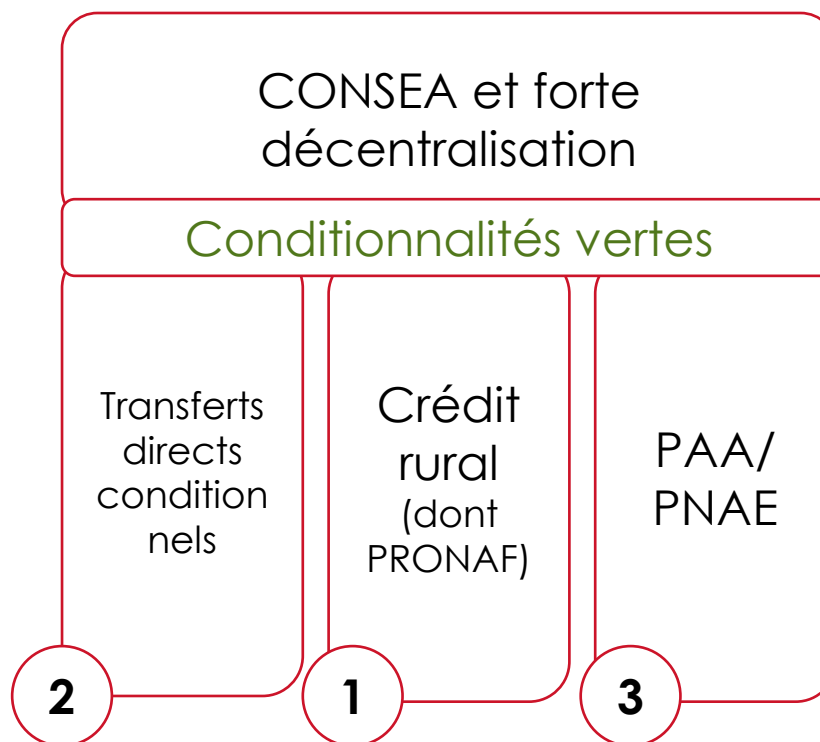 CONSEA et forte
décentralisation
Conditionnalités vertes
Transferts
directs
condition
nels
2
Crédit
rural
(dont
PRONAF)
1
PAA/
PNAE
3